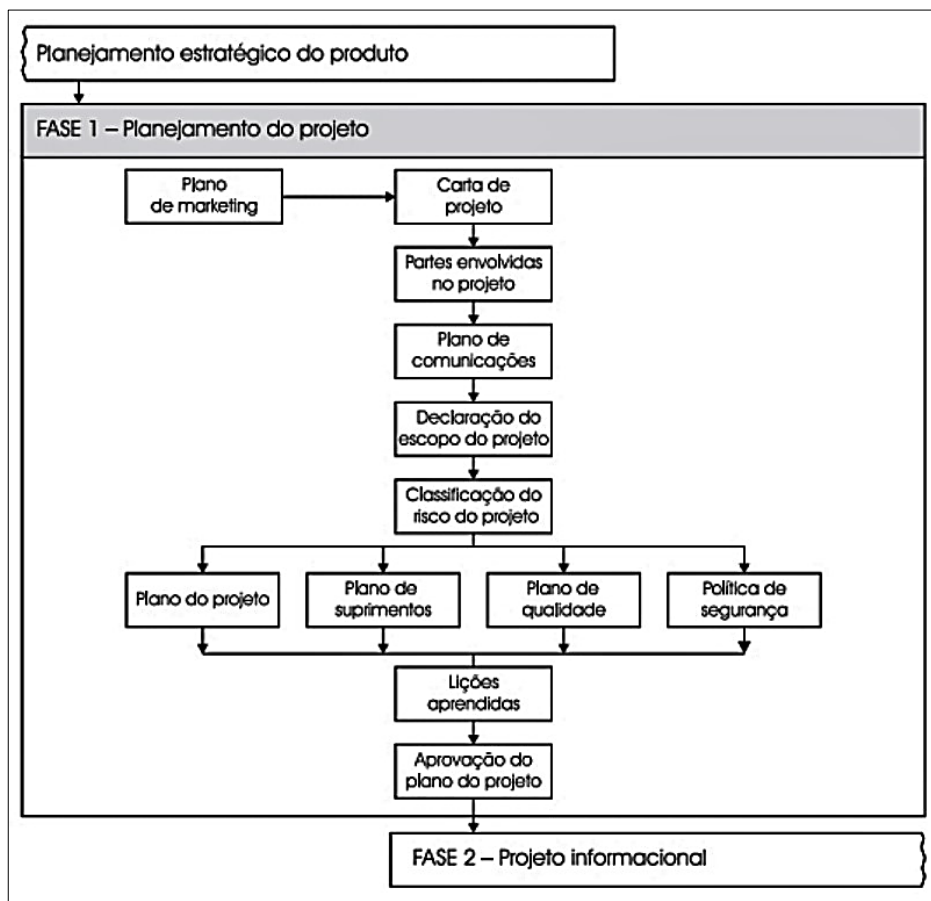 Planejamento estratégico do produto
FASE 1 – Planejamento do projeto
Plano
de marketing
Carta de
projeto
Partes envolvidas
no projeto
Plano de
comunicações
Declaração do
escopo do projeto
Classificação do
risco do projeto
Plano do projeto
Plano de
suprimentos
Plano de
qualidade
Política de
segurança
Lições
aprendidas
Aprovação do
plano do projeto
FASE 2 – Projeto informacional